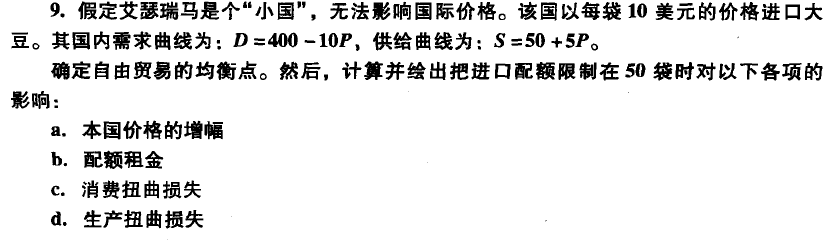 9. 假定艾瑟瑞马是个“小国”，无法影响国际价格。该国以每袋 10 美元的价格进口大
豆。其国内需求曲线为：D=400-10P，供给曲线为：S=50+5P。
确定自由贸易的均衡点。然后，计算并绘出把进口配额限制在 50 袋时对以下各项的
影响：
a. 本国价格的增幅
b. 配额租金
c. 消费扭曲损失
d. 生产扭曲损失